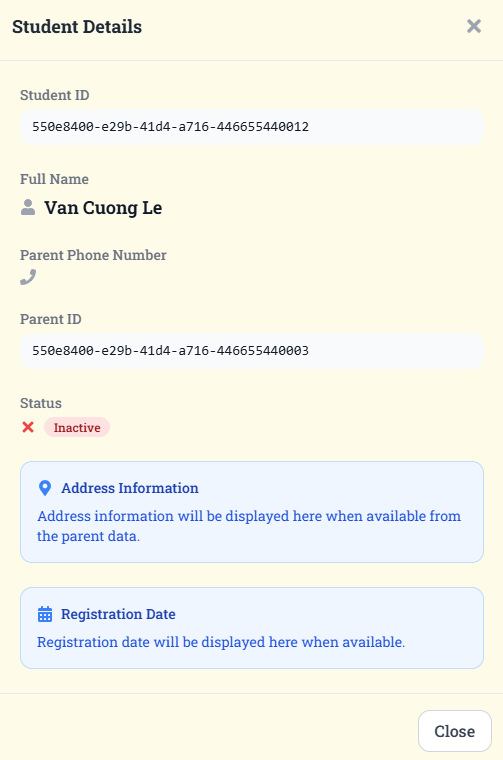 Student Details
Student ID
550e8400-e29b-41d4-a716-446655440012
Full Name
Van Cuong Le
Parent Phone Number
Parent ID
550e8400-e29b-41d4-a716-446655440003
Status
Inactive
Address Information
Address information will be displayed here when available from
the parent data.
Registration Date
Registration date will be displayed here when available.
Close